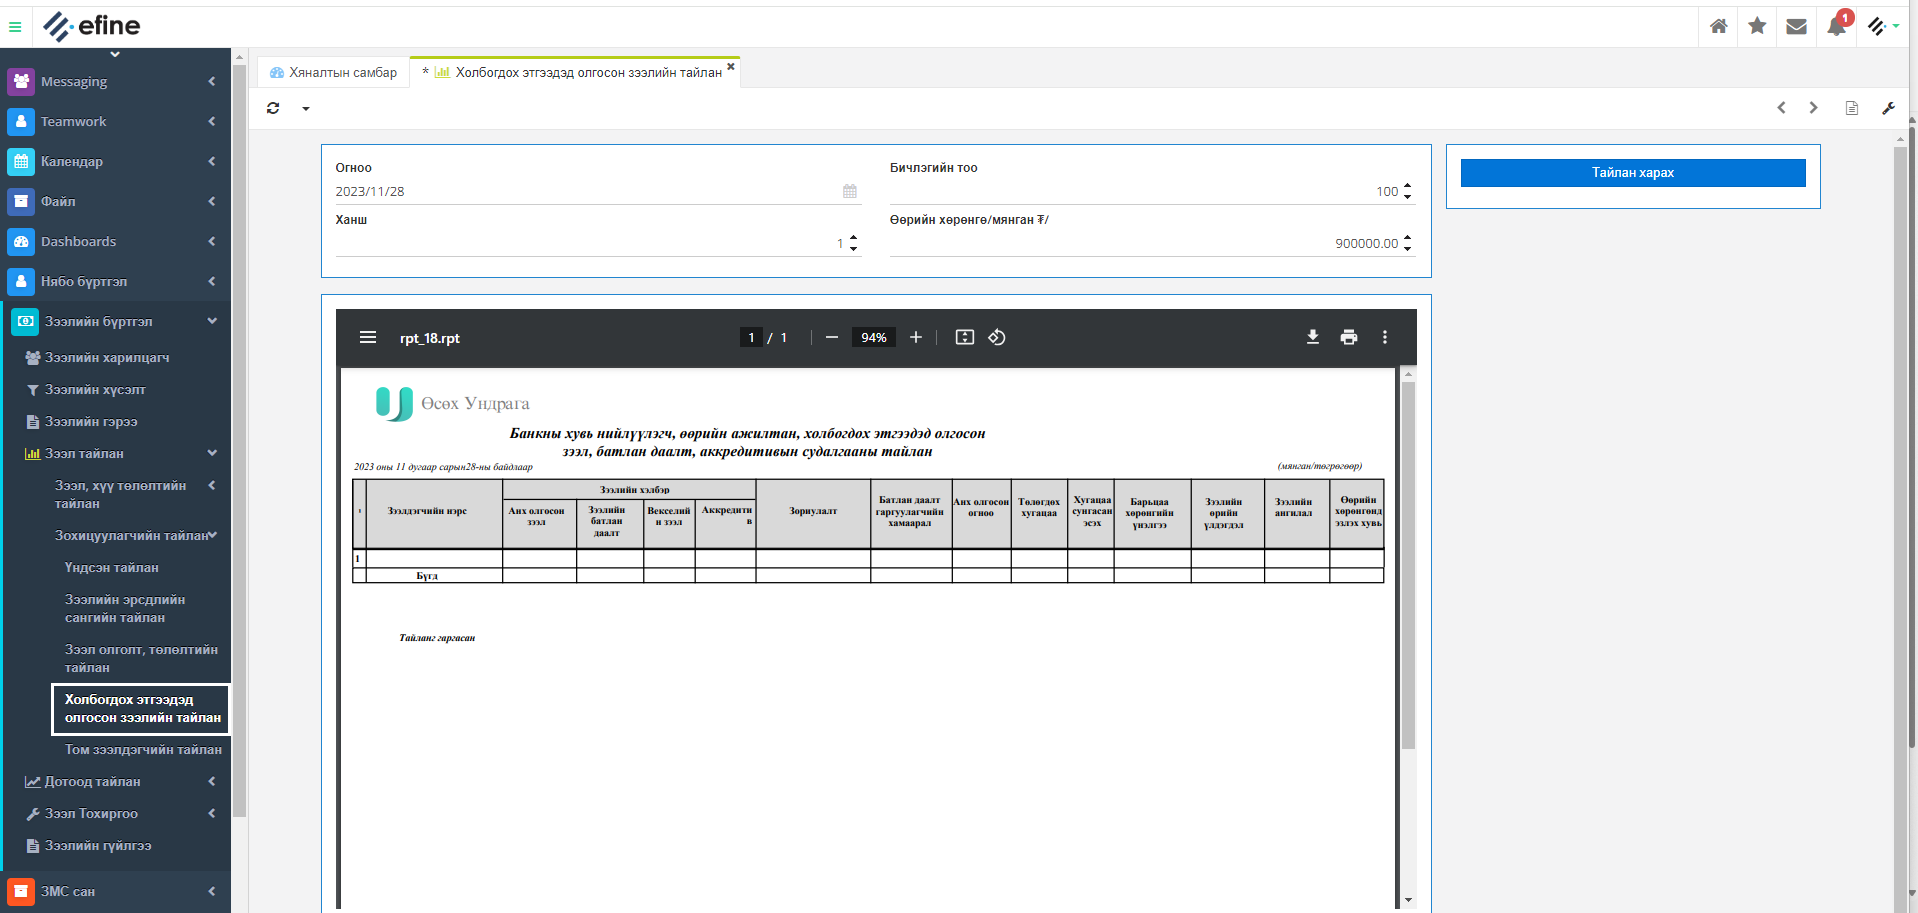 efine
1
Messaging
Teamwork
Календар
Файл
Dashboards
Нябо бүртгэл
Зээлийн бүртгэл
Зээлийн харилцагч
Зээлийн хүсэлт
Зээлийн гэрээ
Зээл тайлан
Зээл, хүү төлөлтийн
тайлан
Зохицуулагчийн тайлан
Үндсэн тайлан
Зээлийн эрсдлийн
сангийн тайлан
Зээл олголт, төлөлтийн
тайлан
Холбогдох этгээдэд
олгосон зээлийн тайлан
Том зээлдэгчийн тайлан
Дотоод тайлан
Зээл Тохиргоо
Зээлийн гүйлгээ
ЗМС сан
Хяналтын самбар
* Холбогдох этгээдэд олгосон зээлийн тайлан
Огноо
2023/11/28
Бичлэгийн тоо
100
Ханш
1
Өөрийн хөрөнгө/мянган ₮/
900000.00
Тайлан харах
rpt_18.rpt
1 / 1
94%
Өсөх Ундрага
Банкны хувь нийлүүлэгч, өөрийн ажилтан, холбогдох этгээдэд олгосон
зээл, батлан даалт, аккредитивын судалгааны тайлан
2023 оны 11 дугаар сарын28-ны байдлаар
(мянган/төгрөгөөр)
Зээлдэгчийн нэрс
Зээлийн хэлбэр
Анх олгосон
зээл
Зээлийн
батлан
даалт
Векселий
н зээл
Аккредити
в
Зориулалт
Батлан даалт
гаргуулагчийн
хамаарал
Анх олгосон
огноо
Төлөгдөх
хугацаа
Хугацаа
сунгасан
эсэх
Барьцаа
хөрөнгийн
үнэлгээ
Зээлийн
өрийн
үлдэгдэл
Зээлийн
ангилал
Өөрийн
хөрөнгөнд
эзлэх хувь
1
Бүгд
Тайланг гаргасан